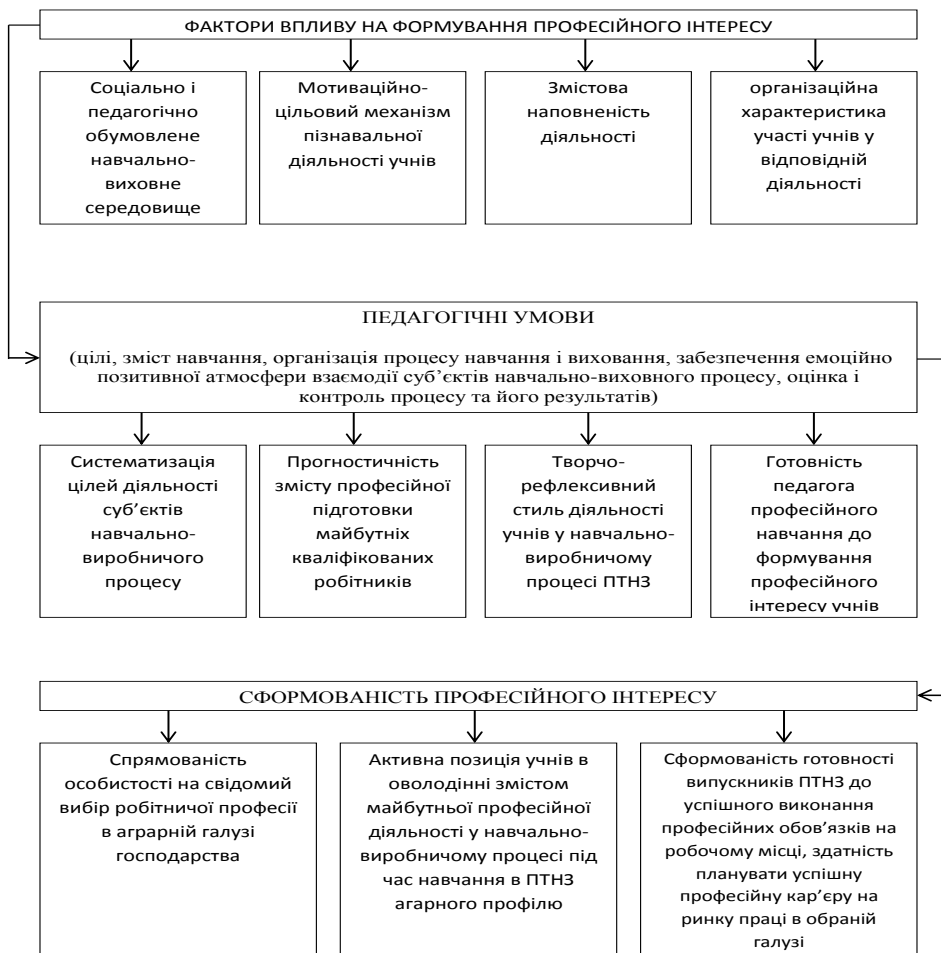 ФАКТОРИ ВПЛИВУ НА ФОРМУВАННЯ ПРОФЕСІЙНОГО ІНТЕРЕСУ
Соціально і
педагогічно
обумовлене
навчально-
виховне
середовище
Мотиваційно-
цільовий механізм
пізнавальної
діяльності учнів
Змістова
наповненість
діяльності
організаційна
характеристика
участі учнів у
відповідній
діяльності
ПЕДАГОГІЧНІ УМОВИ
(цілі, зміст навчання, організація процесу навчання і виховання, забезпечення емоційно
позитивної атмосфери взаємодії суб’єктів навчально-виховного процесу, оцінка і
контроль процесу та його результатів)
Систематизація
цілей діяльності
суб’єктів
навчально-
виробничого
процесу
Прогностичність
змісту професійної
підготовки
майбутніх
кваліфікованих
робітників
Творчо-
рефлексивний
стиль діяльності
учнів у навчально-
виробничому
процесі ПТНЗ
Готовність
педагога
професійного
навчання до
формування
професійного
інтересу учнів
СФОРМОВАНІСТЬ ПРОФЕСІЙНОГО ІНТЕРЕСУ
Спрямованість
особистості на свідомий
вибір робітничої професії
в аграрній галузі
господарства
Активна позиція учнів в
оволодінні змістом
майбутньої професійної
діяльності у навчально-
виробничому процесі під
час навчання в ПТНЗ
агарного профілю
Сформованість готовності
випускників ПТНЗ до
успішного виконання
професійних обов’язків на
робочому місці, здатність
планувати успішну
професійну кар’єру на
ринку праці в обраній
галузі